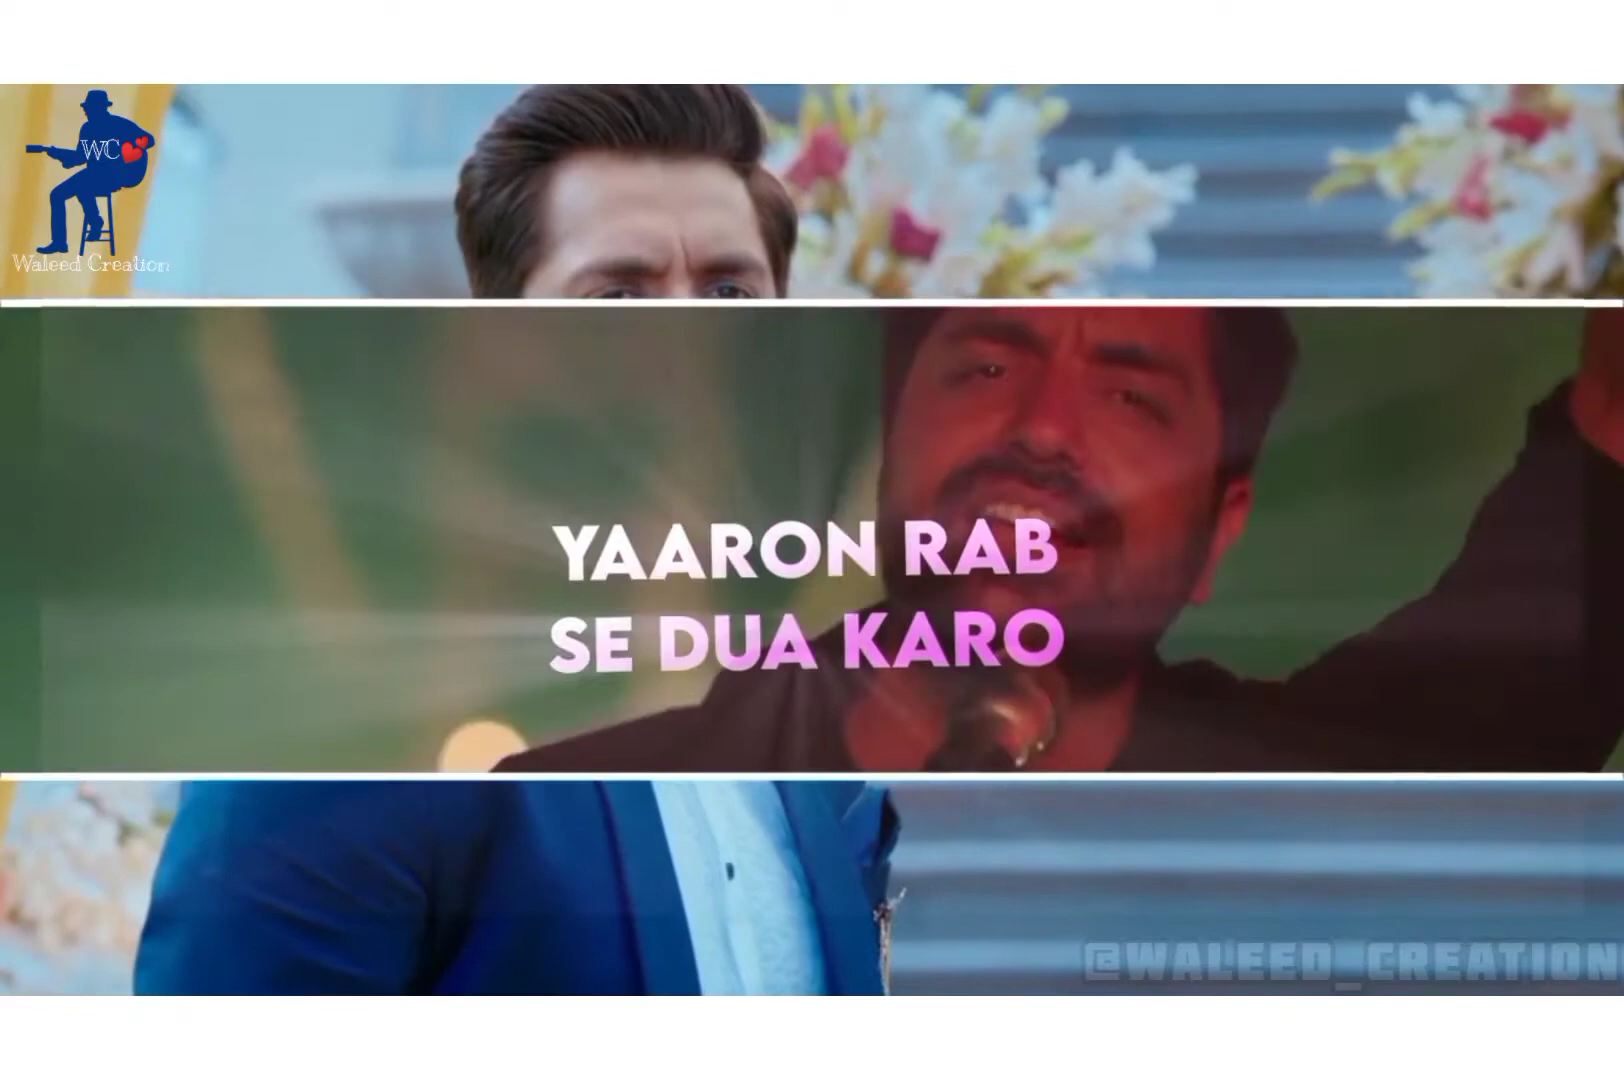 WC
Waleed Creation
YAARON RAB
SE DUA KARO
@WALEED_CREATION